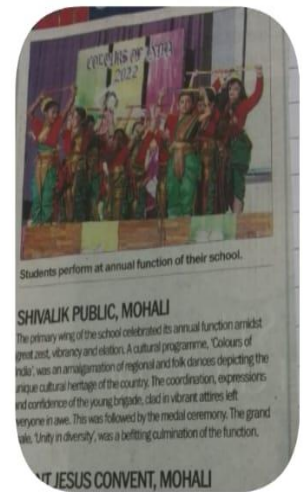 COLOURS OF INDIA
2022
Students perform at annual function of their school.
SHIVALIK PUBLIC, MOHALI
The primary wing of the school celebrated its annual function amidst
great zest, vibrancy and elation. A cultural programme, 'Colours of
India', was an amalgamation of regional and folk dances depicting the
unique cultural heritage of the country. The coordination, expressions
and confidence of the young brigade, clad in vibrant attires left
everyone in awe. This was followed by the medal ceremony. The grand
ale, 'Unity in diversity', was a befitting culmination of the function.
NT JESUS CONVENT, MOHALI